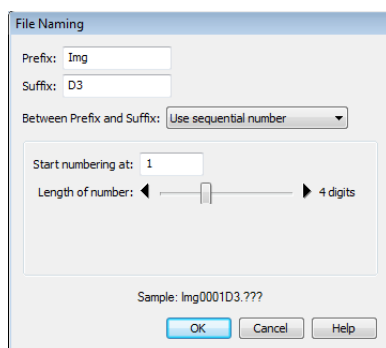 File Naming
Prefix: Img
Suffix: D3
Between Prefix and Suffix: Use sequential number
Start numbering at: 1
Length of number: 4 digits
Sample: Img0001D3.???
OK Cancel Help